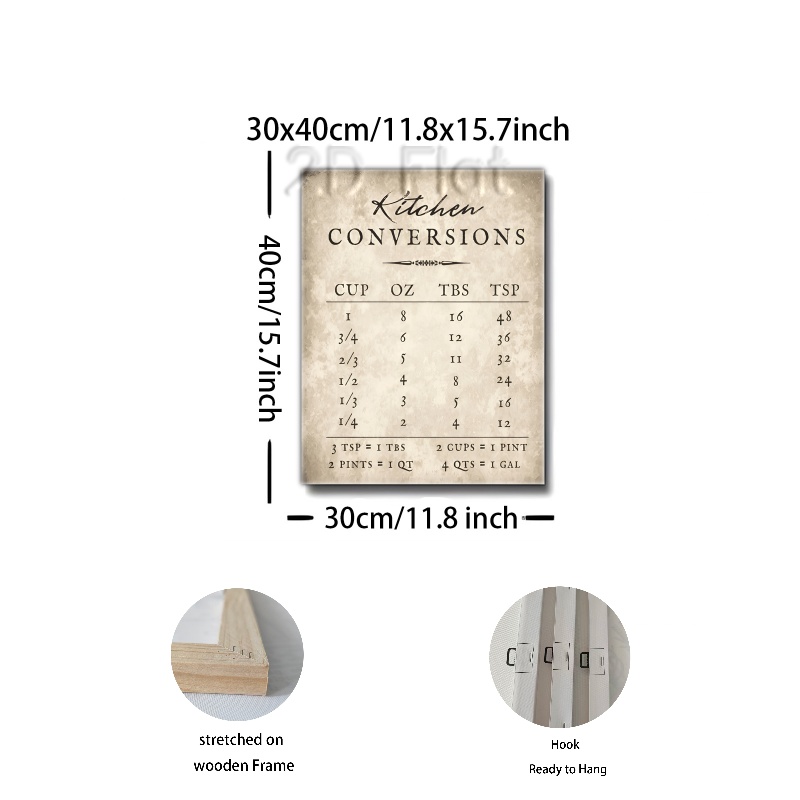 30x40cm/11.8x15.7inch
3D Flat
Kitchen
CONVERSIONS
CUP OZ TBS TSP
1 8 16 48
3/4 6 12 36
2/3 5 11 32
1/2 4 8 24
1/3 3 5 16
1/4 2 4 12
3 TSP = 1 TBS 2 CUPS = 1 PINT
2 PINTS = 1 QT 4 QTS = 1 GAL
40cm/15.7inch
30cm/11.8 inch
stretched on
wooden Frame
Hook
Ready to Hang